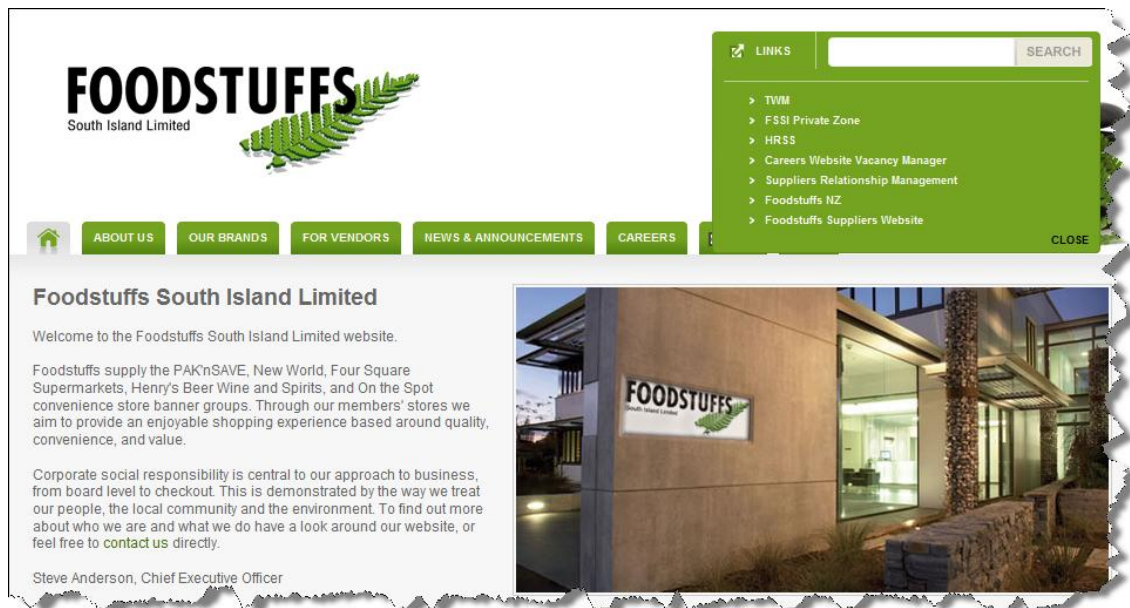 FOODSTUFFS
South Island Limited
LINKS
SEARCH
TWM
FSSI Private Zone
HRSS
Careers Website Vacancy Manager
Suppliers Relationship Management
Foodstuffs NZ
Foodstuffs Suppliers Website
CLOSE
ABOUT US
OUR BRANDS
FOR VENDORS
NEWS & ANNOUNCEMENTS
CAREERS
Foodstuffs South Island Limited
Welcome to the Foodstuffs South Island Limited website.
Foodstuffs supply the PAK'nSAVE, New World, Four Square
Supermarkets, Henry's Beer Wine and Spirits, and On the Spot
convenience store banner groups. Through our members' stores we
aim to provide an enjoyable shopping experience based around quality,
convenience, and value.
Corporate social responsibility is central to our approach to business,
from board level to checkout. This is demonstrated by the way we treat
our people, the local community and the environment. To find out more
about who we are and what we do have a look around our website, or
feel free to contact us directly.
Steve Anderson, Chief Executive Officer
FOODSTUFFS
South Island Limited